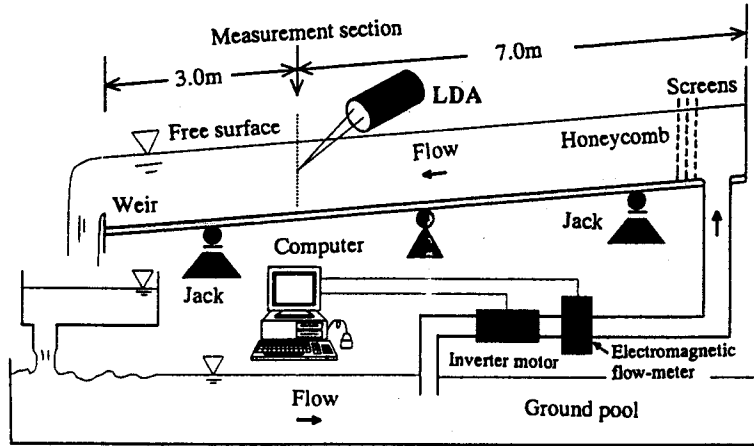 Measurement section
3.0m
7.0m
LDA
Screens
Free surface
Flow
Honeycomb
Weir
Jack
Computer
Jack
Inverter motor
Electromagnetic
flow-meter
Flow
Ground pool